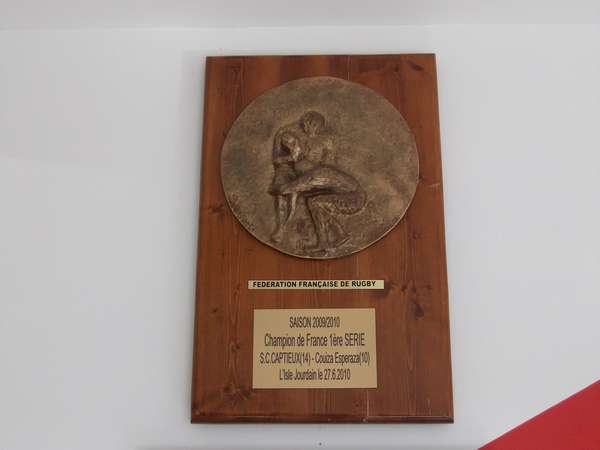 FEDERATION FRANÇAISE DE RUGBY
SAISON 2009/2010
Champion de France 1ère SERIE
S.C.CAPTIEUX(14) - Couiza Esperaza(10)
L'Isle Jourdain le 27.6.2010